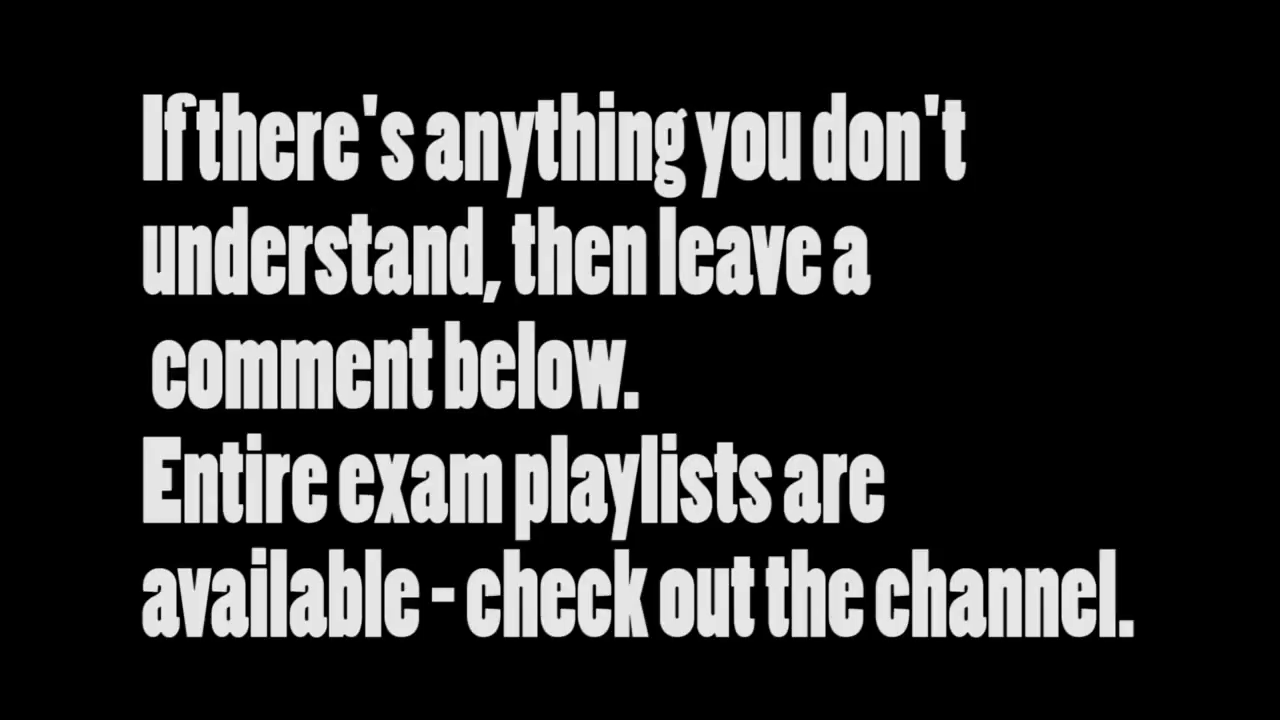 If there's anything you don't
understand, then leave a
comment below.
Entire exam playlists are
available - check out the channel.